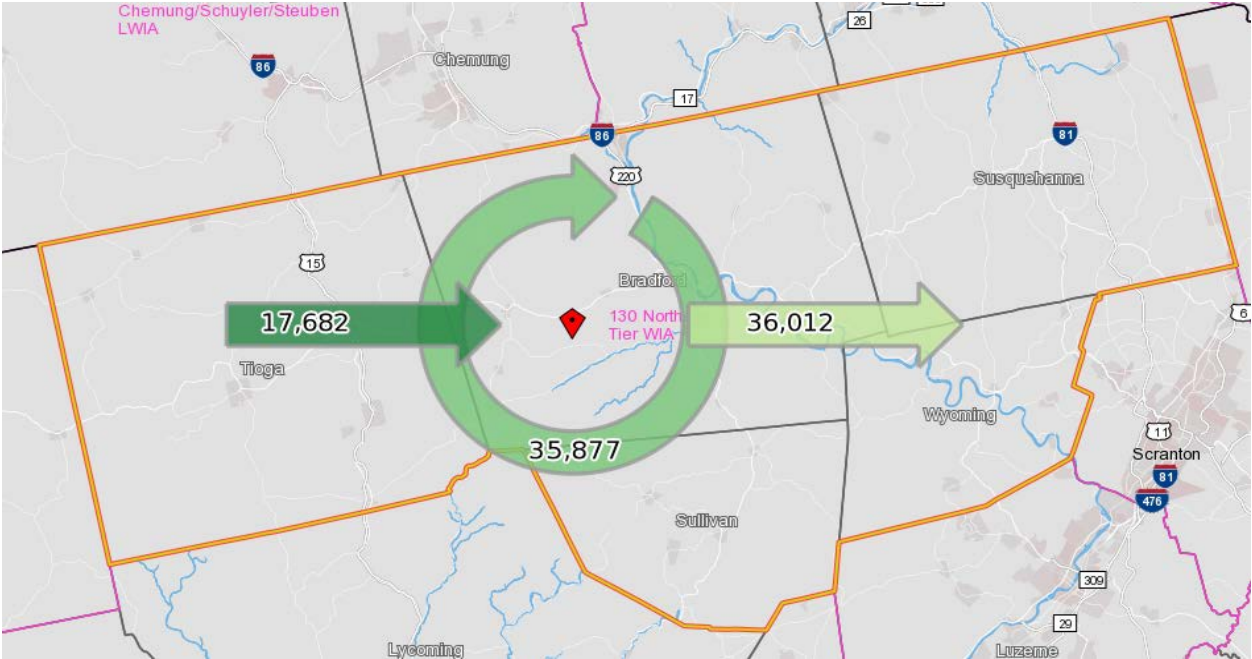 Chemung/Schuyler/Steuben
LWIA
26
86
Chemung
17
86
81
220
Susquehanna
15
Bradford
6
17,682
130 North
Tier WIA
36,012
Tioga
Wyoming
11
35,877
Scranton
81
476
Sullivan
309
29
Lycoming
Luzerne